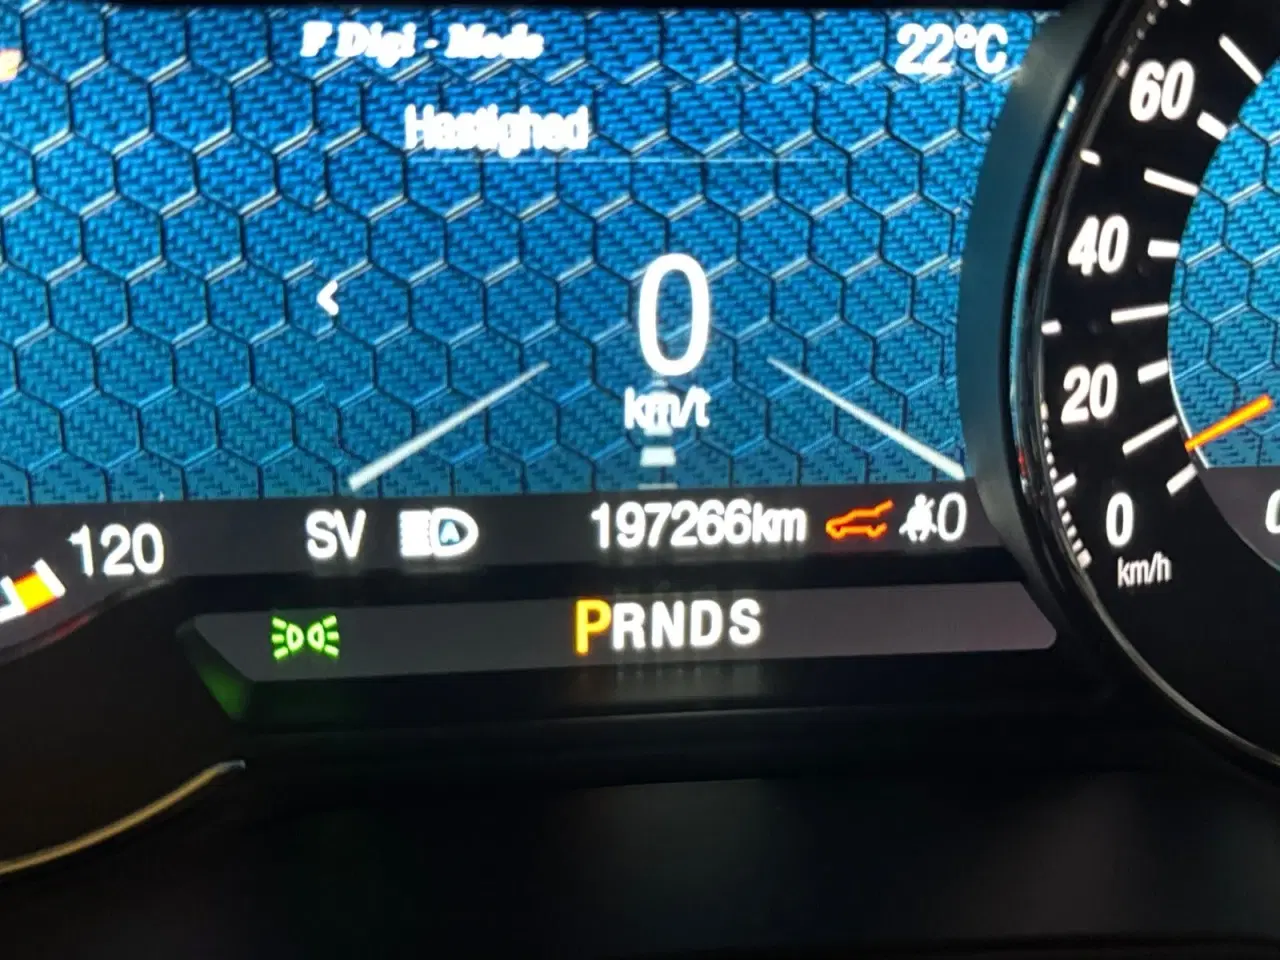 F Digi - Mode
22°C
Hastighed
0
km/t
60
40
20
0
km/h
120
SV
A
197266km
0
PRNDS